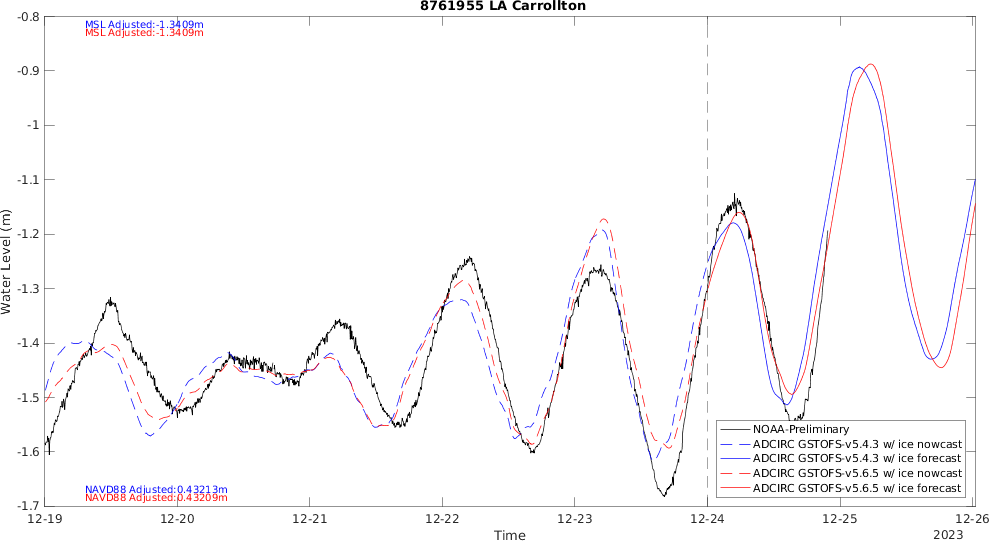 8761955 LA Carrollton
MSL Adjusted:-1.3409m
MSL Adjusted:-1.3409m
Water Level (m)
-0.8
-0.9
-1
-1.1
-1.2
-1.3
-1.4
-1.5
-1.6
-1.7
NAVD88 Adjusted:0.43213m
NAVD88 Adjusted:0.43209m
NOAA-Preliminary
ADCIRC GSTOFS-v5.4.3 w/ ice nowcast
ADCIRC GSTOFS-v5.4.3 w/ ice forecast
ADCIRC GSTOFS-v5.6.5 w/ ice nowcast
ADCIRC GSTOFS-v5.6.5 w/ ice forecast
12-19 12-20 12-21 12-22 12-23 12-24 12-25 12-26
Time
2023